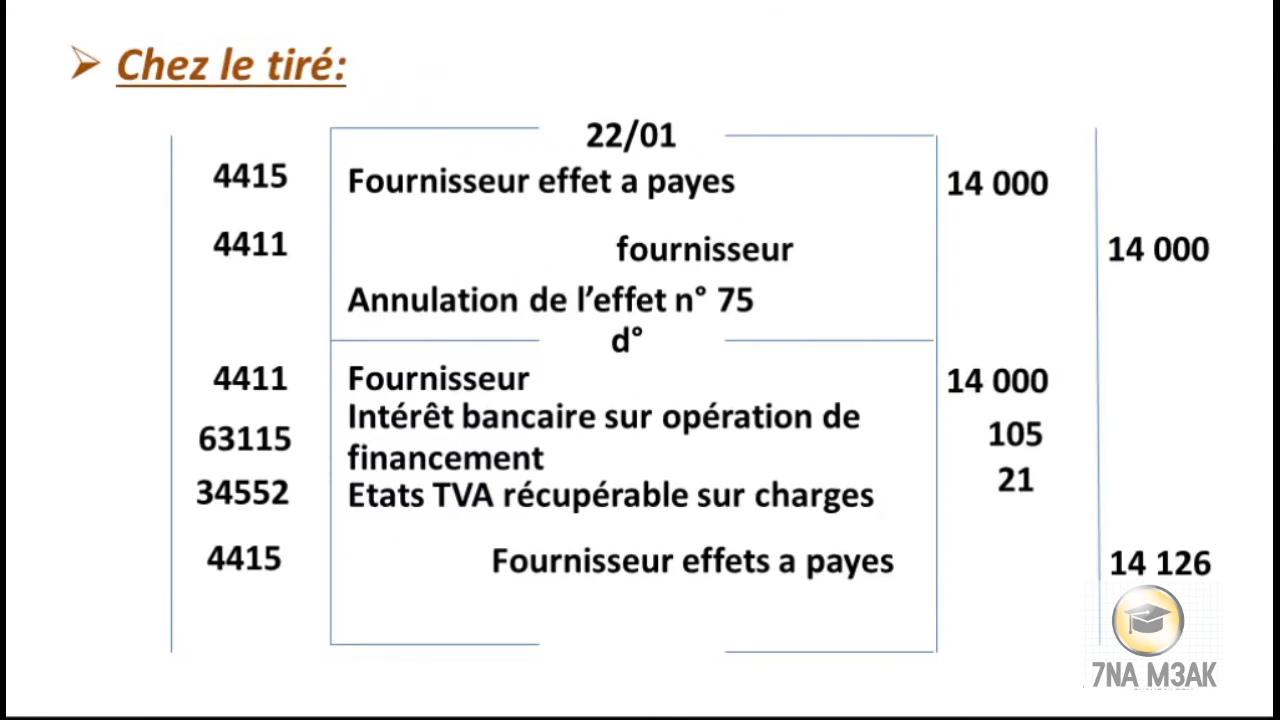 Chez le tiré:
22/01
4415 Fournisseur effet a payes 14 000
4411 fournisseur 14 000
Annulation de l’effet n° 75
d°
4411 Fournisseur 14 000
Intérêt bancaire sur opération de
63115 financement 105
34552 Etats TVA récupérable sur charges 21
4415 Fournisseur effets a payes 14 126
7NA M3AK